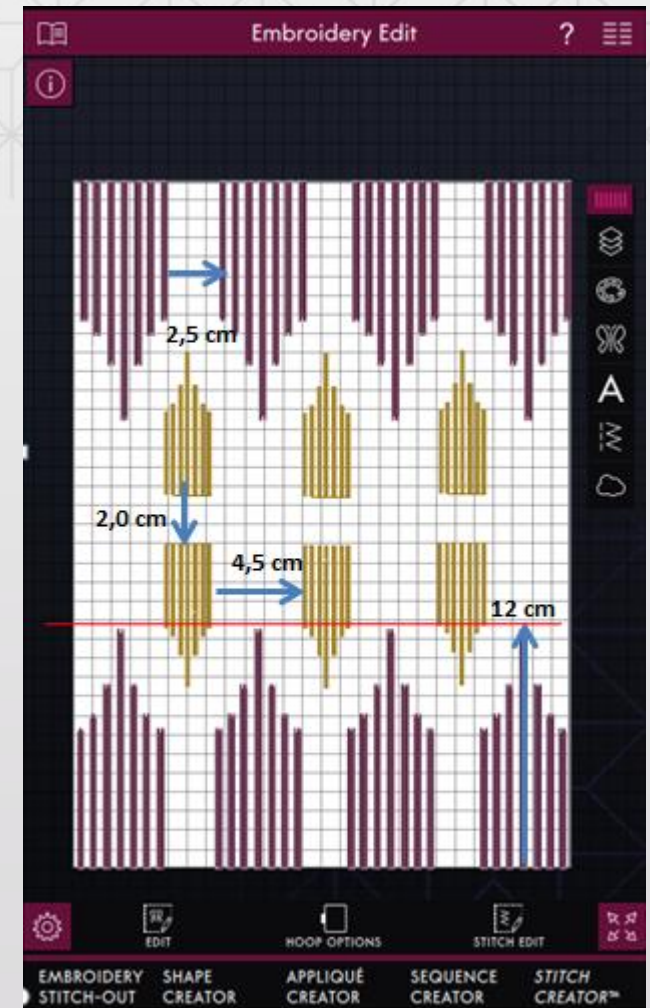 Embroidery Edit ?
2,5 cm
A
2,0 cm
4,5 cm
12 cm
EDIT HOOP OPTIONS STITCH EDIT
EMBROIDERY STITCH-OUT
SHAPE CREATOR
APPLIQUÉ CREATOR
SEQUENCE CREATOR
STITCH CREATOR™